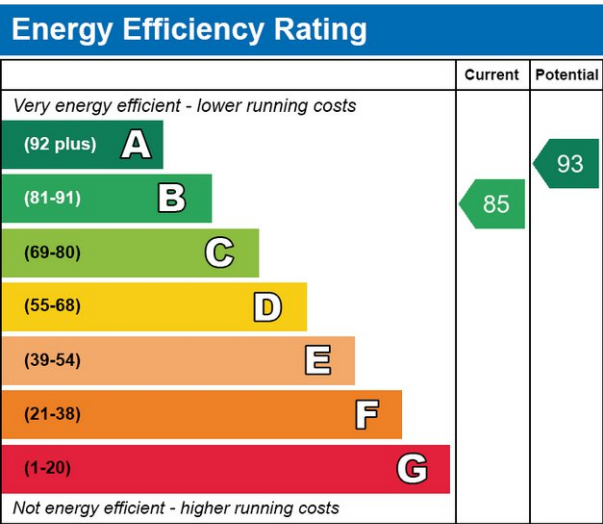 Energy Efficiency Rating
Current Potential
Very energy efficient - lower running costs
(92 plus) A
93
(81-91) B
85
(69-80) C
(55-68) D
(39-54) E
(21-38) F
(1-20) G
Not energy efficient - higher running costs